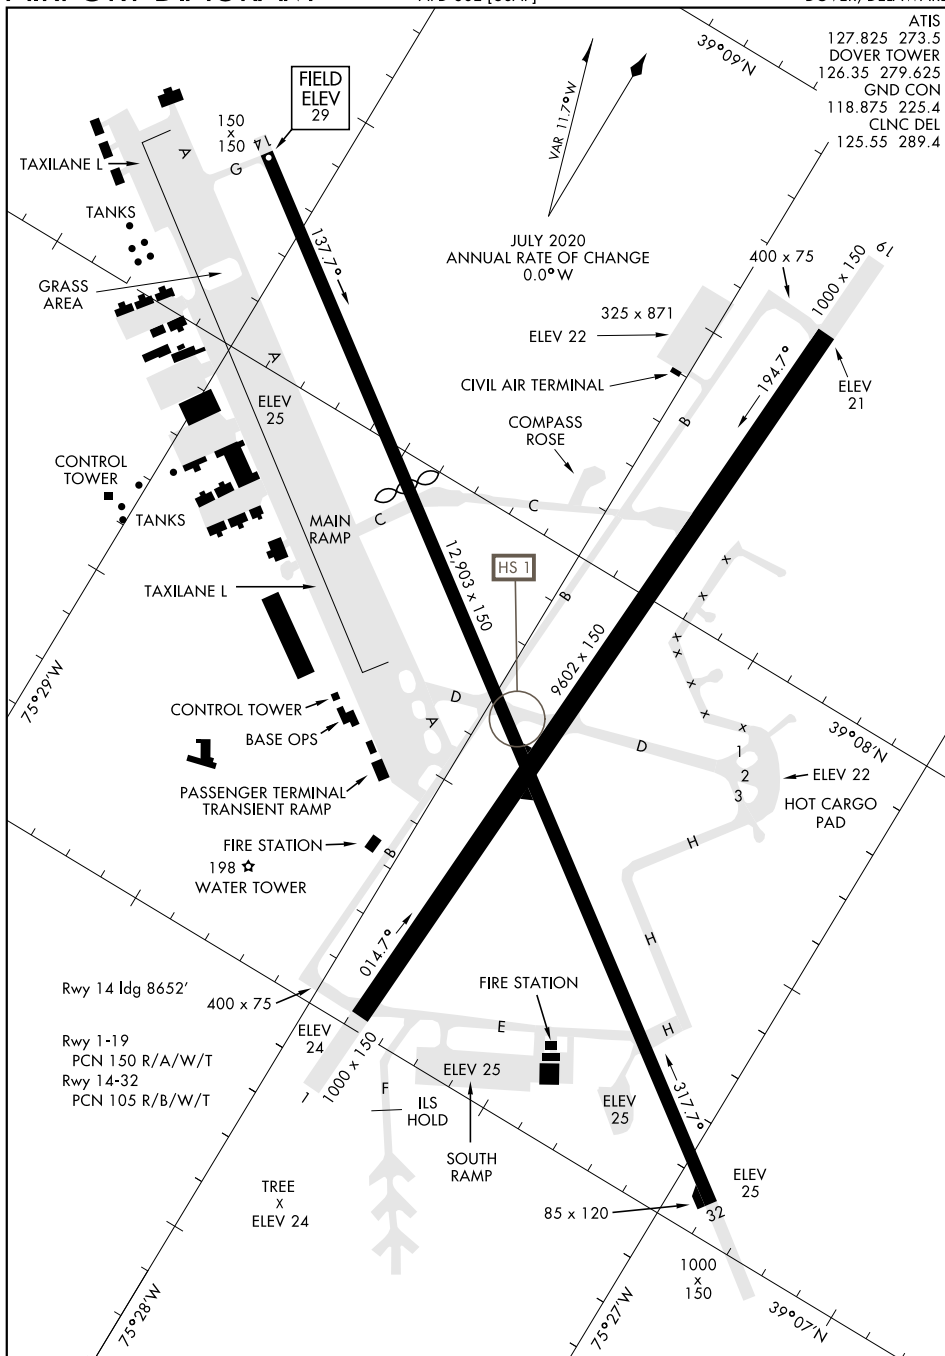 ATIS
127.825 273.5
DOVER TOWER
126.35 279.625
GND CON
118.875 225.4
CLNC DEL
125.55 289.4
39°09'N
VAR 11.7° W
FIELD
ELEV
29
150
x
150
14
A
G
TAXILANE L
TANKS
137.7°
JULY 2020
ANNUAL RATE OF CHANGE
0.0° W
400 x 75
1000 x 150
19
GRASS
AREA
325 x 871
ELEV 22
194.7°
A
CIVIL AIR TERMINAL
ELEV
21
ELEV
25
B
COMPASS
ROSE
CONTROL
TOWER
TANKS
MAIN
RAMP
C
C
12,903 x 150
HS 1
x
TAXILANE L
B
x
9602 x 150
x
x
x
x
x
75°29'W
CONTROL TOWER
A
D
D
39°08'N
BASE OPS
1
2
3
ELEV 22
HOT CARGO
PAD
PASSENGER TERMINAL
TRANSIENT RAMP
FIRE STATION
B
H
198
WATER TOWER
014.7°
H
Rwy 14 ldg 8652'
400 x 75
FIRE STATION
ELEV
24
E
H
Rwy 1-19
PCN 150 R/A/W/T
Rwy 14-32
PCN 105 R/B/W/T
1000 x 150
1
F
ELEV 25
317.7°
ILS
HOLD
ELEV
25
SOUTH
RAMP
ELEV
25
TREE
x
ELEV 24
85 x 120
32
1000
x
150
75°28'W
75°27'W
39°07'N